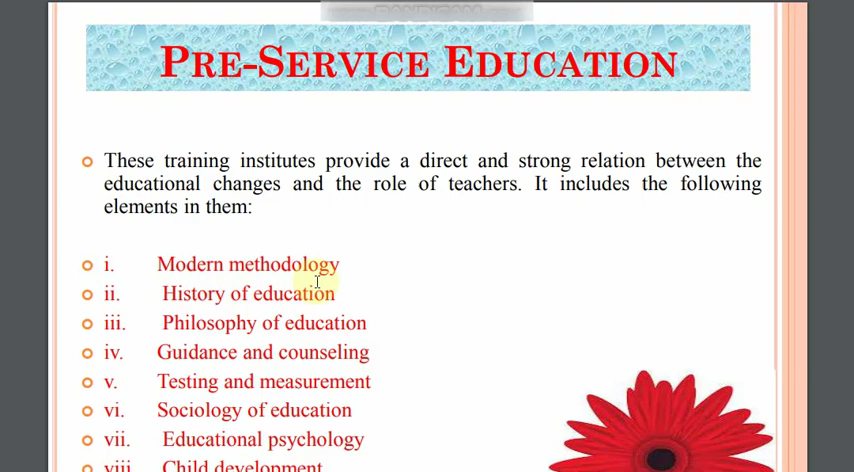 PRE-SERVICE EDUCATION
These training institutes provide a direct and strong relation between the
educational changes and the role of teachers. It includes the following
elements in them:
i. Modern methodology
ii. History of education
iii. Philosophy of education
iv. Guidance and counseling
v. Testing and measurement
vi. Sociology of education
vii. Educational psychology
viii. Child development